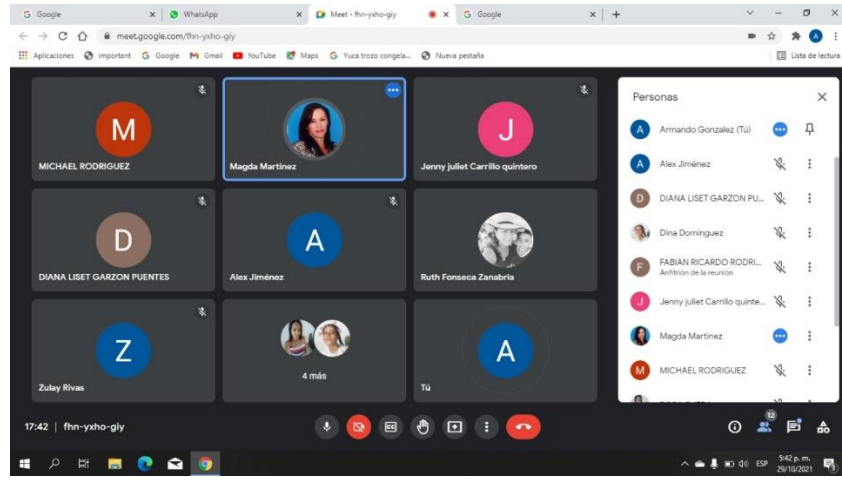 Google
WhatsApp
Meet - fhn-yxho-giy
Google
meet.google.com/fhn-yxho-giy
A
Aplicaciones
important
Google
Gmail
YouTube
Maps
Yuca trozo congela...
Nueva pestaña
Lista de lectura
M
MICHAEL RODRIGUEZ
Magda Martinez
J
Jenny juliet Carrillo quintero
D
DIANA LISET GARZON PUENTES
A
Alex Jiménez
Ruth Fonseca Zanabria
Z
Zulay Rivas
4 más
A
Tú
Personas
A Armando Gonzalez (Tú)
A Alex Jiménez
D DIANA LISET GARZON PU...
Dina Dominguez
F FABIAN RICARDO RODRI...
Anfitrión de la reunión
J Jenny juliet Carrillo quinte...
Magda Martinez
M MICHAEL RODRIGUEZ
17:42 | fhn-yxho-giy
12
ESP
5:42 p. m.
29/10/2021